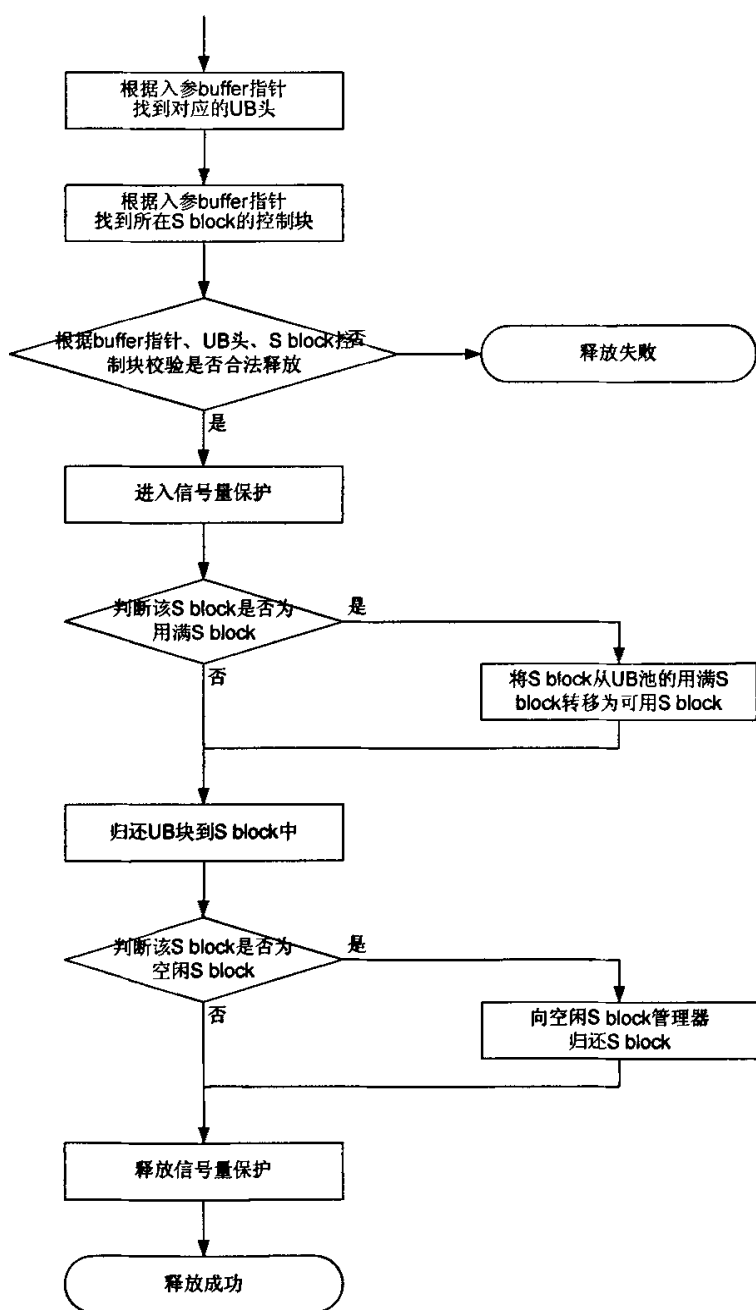 根据入参buffer指针
找到对应的UB头
根据入参buffer指针
找到所在S block的控制块
根据buffer指针、UB头、S block控
制块校验是否合法释放
否
释放失败
是
进入信号量保护
判断该S block是否为
用满S block
是
否
将S block从UB池的用满S
block转移为可用S block
归还UB块到S block中
判断该S block是否为
空闲S block
是
否
向空闲S block管理器
归还S block
释放信号量保护
释放成功